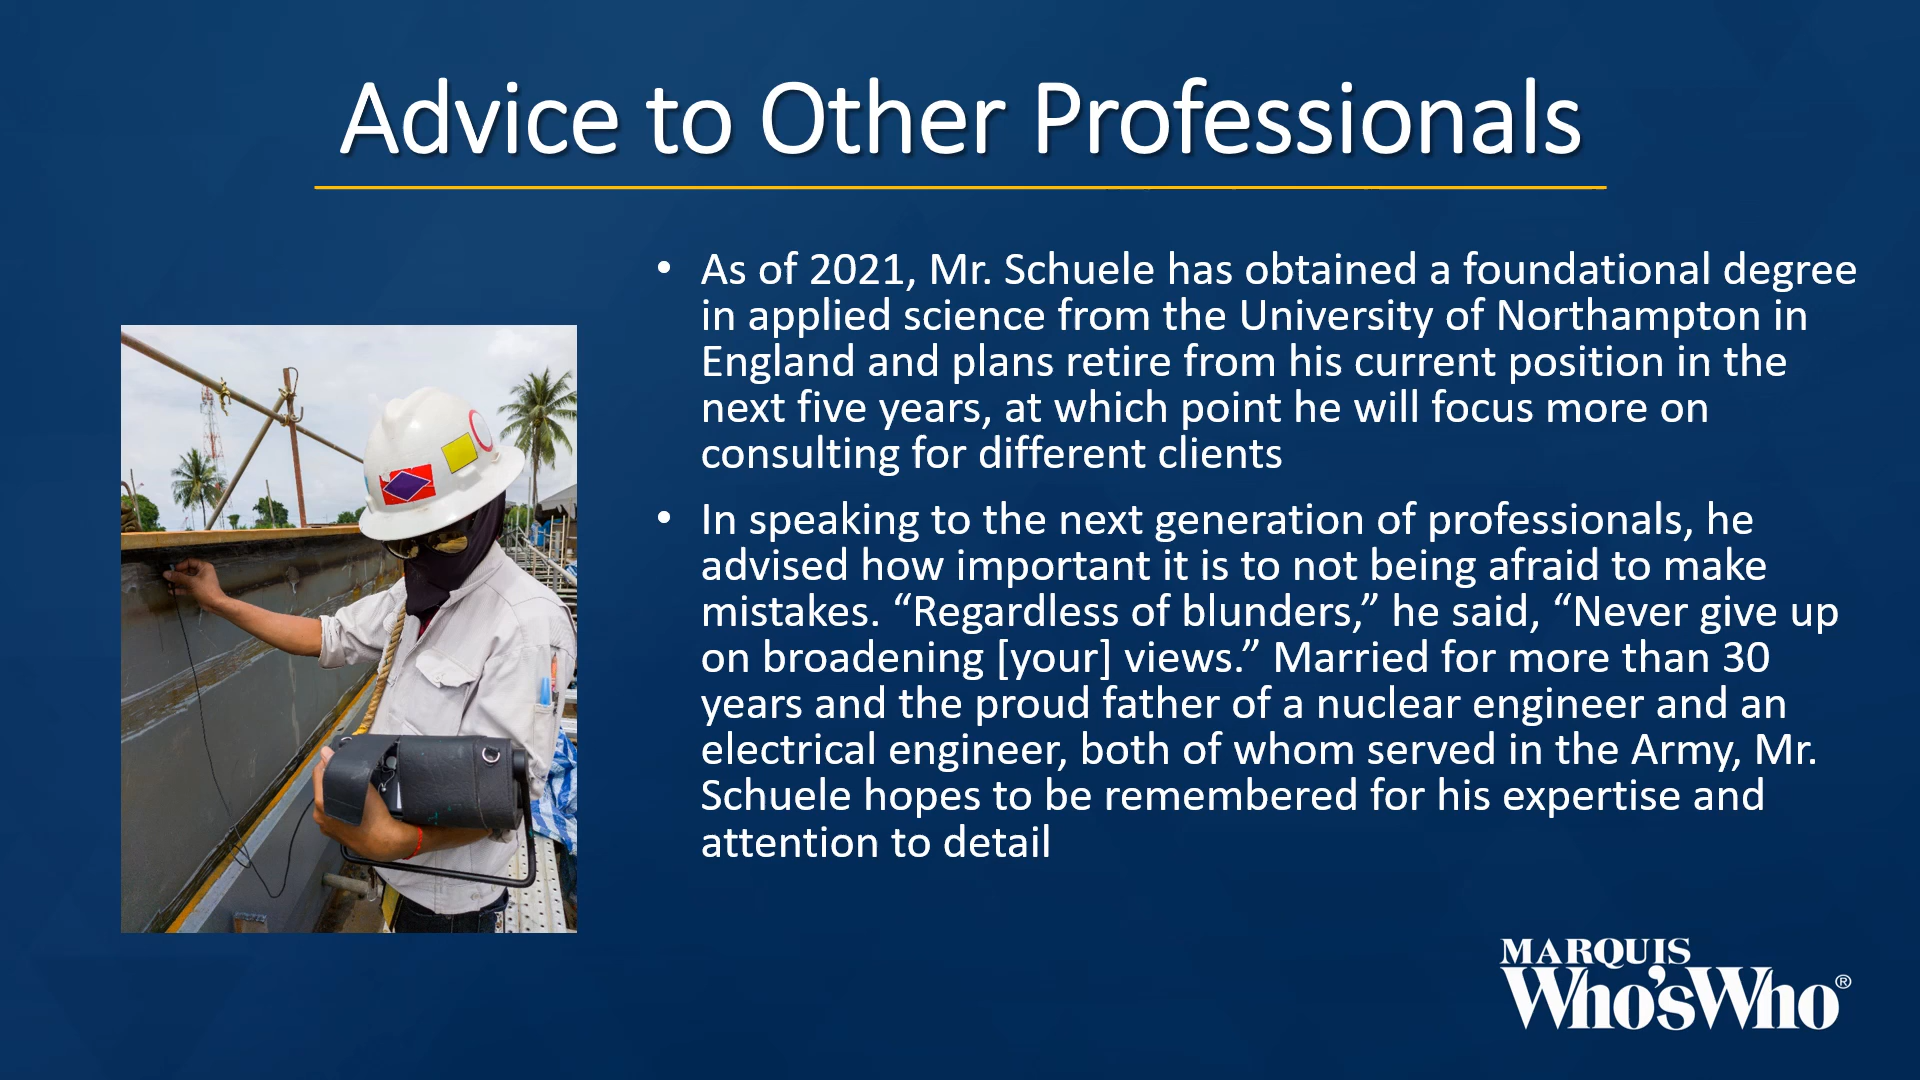 Advice to Other Professionals
• As of 2021, Mr. Schuele has obtained a foundational degree
in applied science from the University of Northampton in
England and plans retire from his current position in the
next five years, at which point he will focus more on
consulting for different clients
• In speaking to the next generation of professionals, he
advised how important it is to not being afraid to make
mistakes. “Regardless of blunders,” he said, “Never give up
on broadening [your] views.” Married for more than 30
years and the proud father of a nuclear engineer and an
electrical engineer, both of whom served in the Army, Mr.
Schuele hopes to be remembered for his expertise and
attention to detail
MARQUIS
Who'sWho®